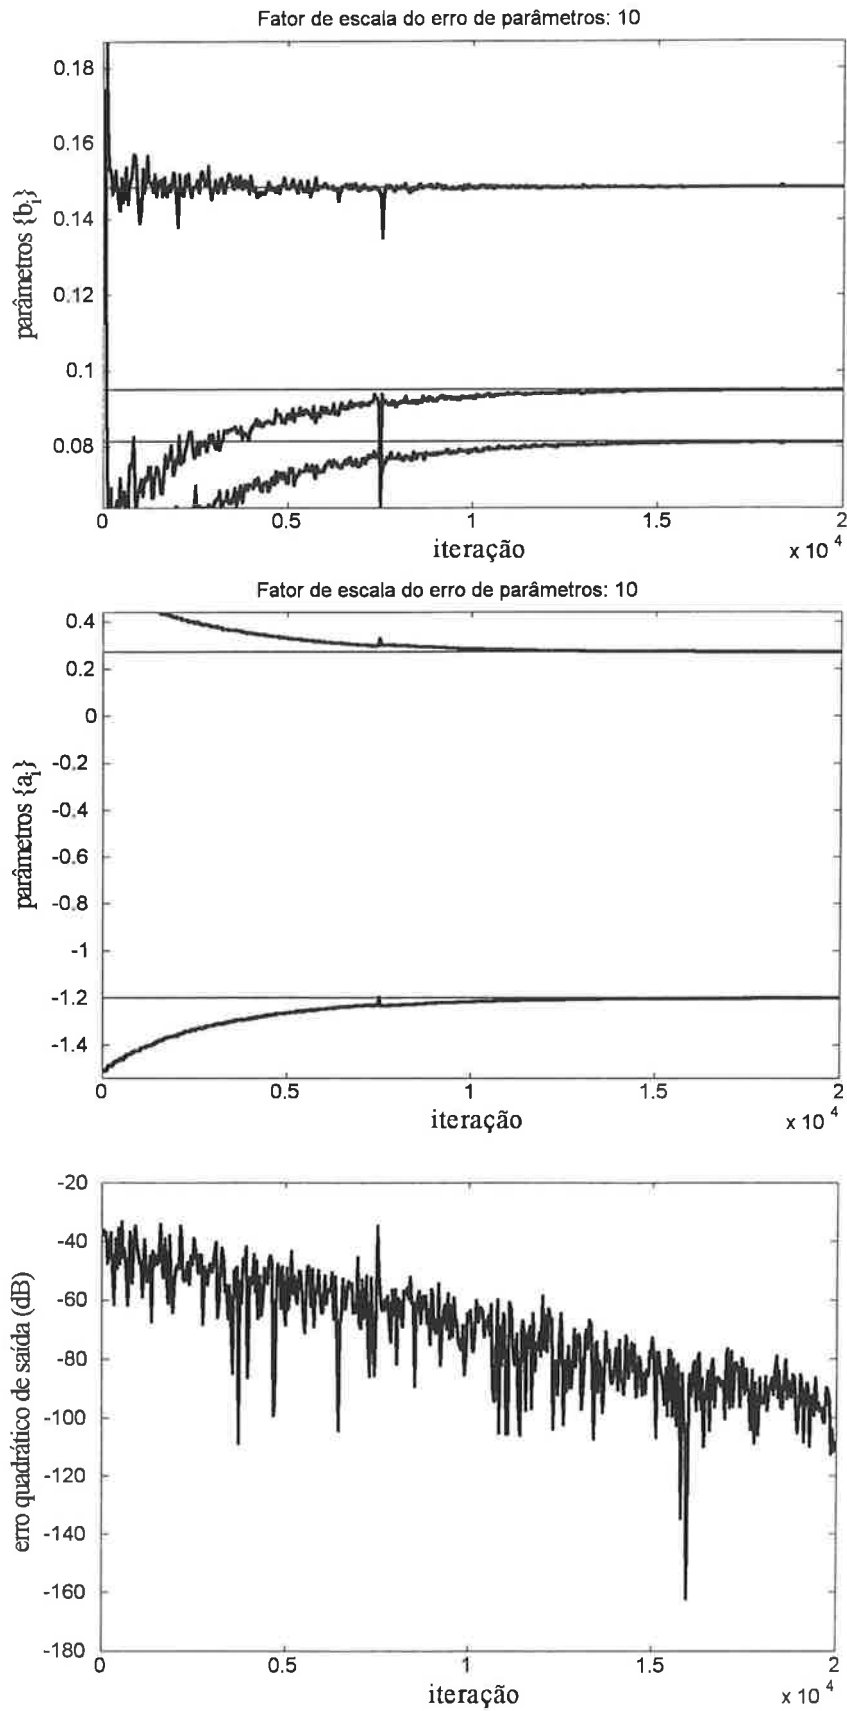 Fator de escala do erro de parâmetros: 10
0.18
0.16
0.14
0.12
0.1
0.08
parâmetros {bᵢ}
0 0.5 1 1.5 2
iteração
x 10 ⁴
Fator de escala do erro de parâmetros: 10
0.4
0.2
0
-0.2
-0.4
-0.6
-0.8
-1
-1.2
-1.4
parâmetros {aᵢ}
0 0.5 1 1.5 2
iteração
x 10 ⁴
-20
-40
-60
-80
-100
-120
-140
-160
-180
erro quadrático de saída (dB)
0 0.5 1 1.5 2
iteração
x 10 ⁴